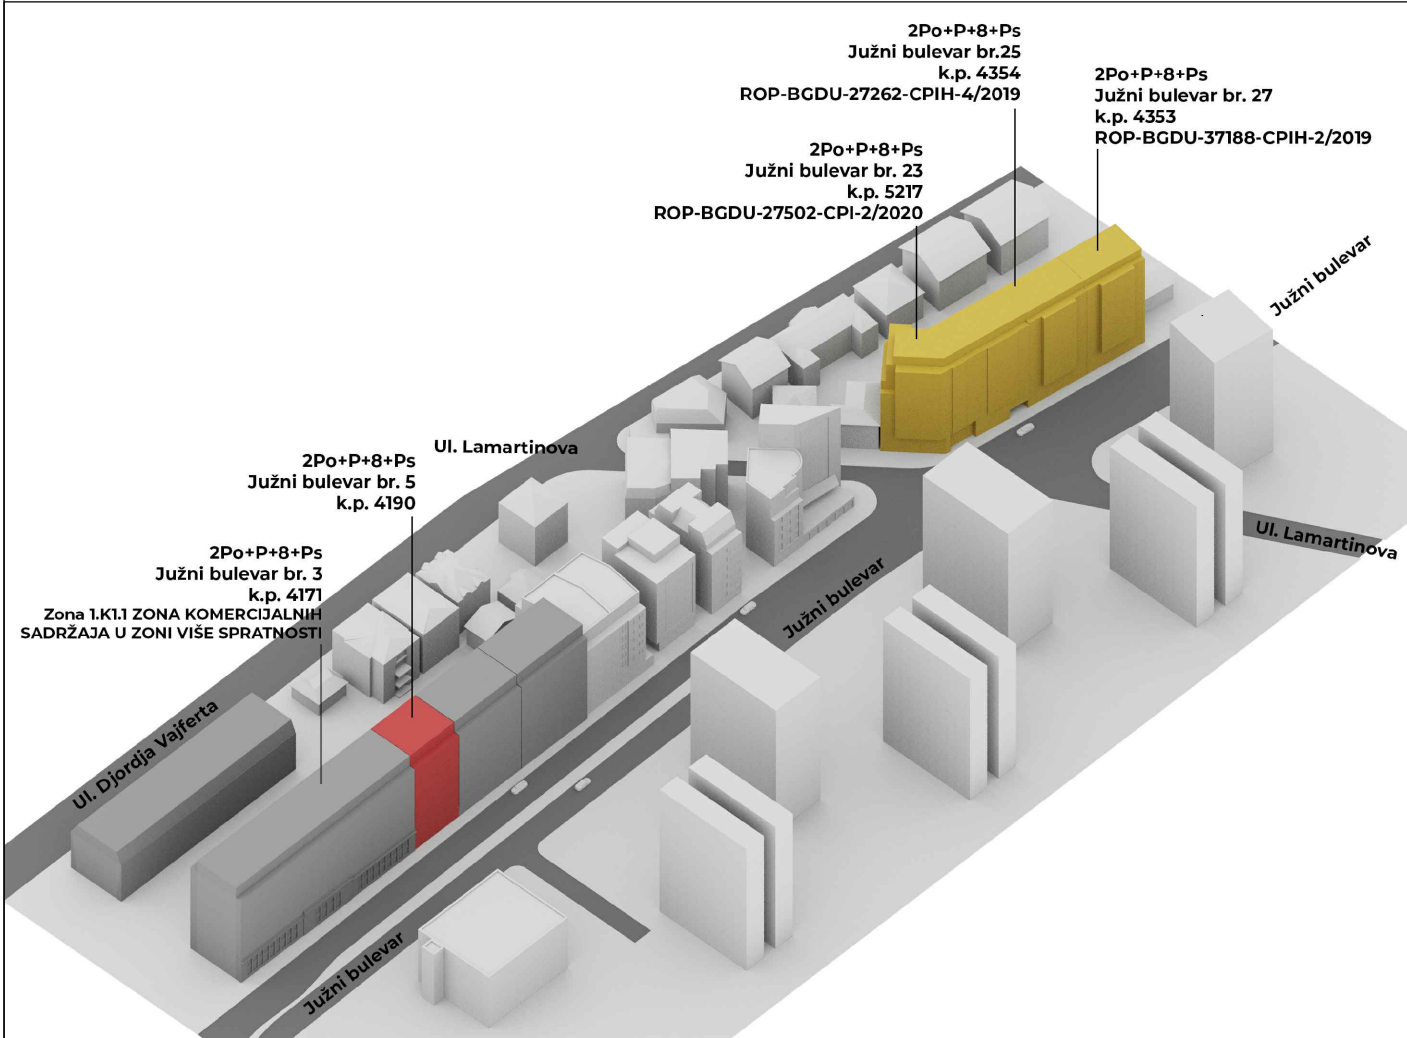 2Po+P+8+Ps
Južni bulevar br.25
k.p. 4354
ROP-BGDU-27262-CPIH-4/2019
2Po+P+8+Ps
Južni bulevar br. 27
k.p. 4353
ROP-BGDU-37188-CPIH-2/2019
2Po+P+8+Ps
Južni bulevar br. 23
k.p. 5217
ROP-BGDU-27502-CPI-2/2020
Južni bulevar
Ul. Lamartinova
2Po+P+8+Ps
Južni bulevar br. 5
k.p. 4190
Ul. Lamartinova
2Po+P+8+Ps
Južni bulevar br. 3
k.p. 4171
Zona 1.K1.1 ZONA KOMERCIJALNIH
SADRŽAJA U ZONI VIŠE SPRATNOSTI
Južni bulevar
Ul. Djordja Vajferta
Južni bulevar